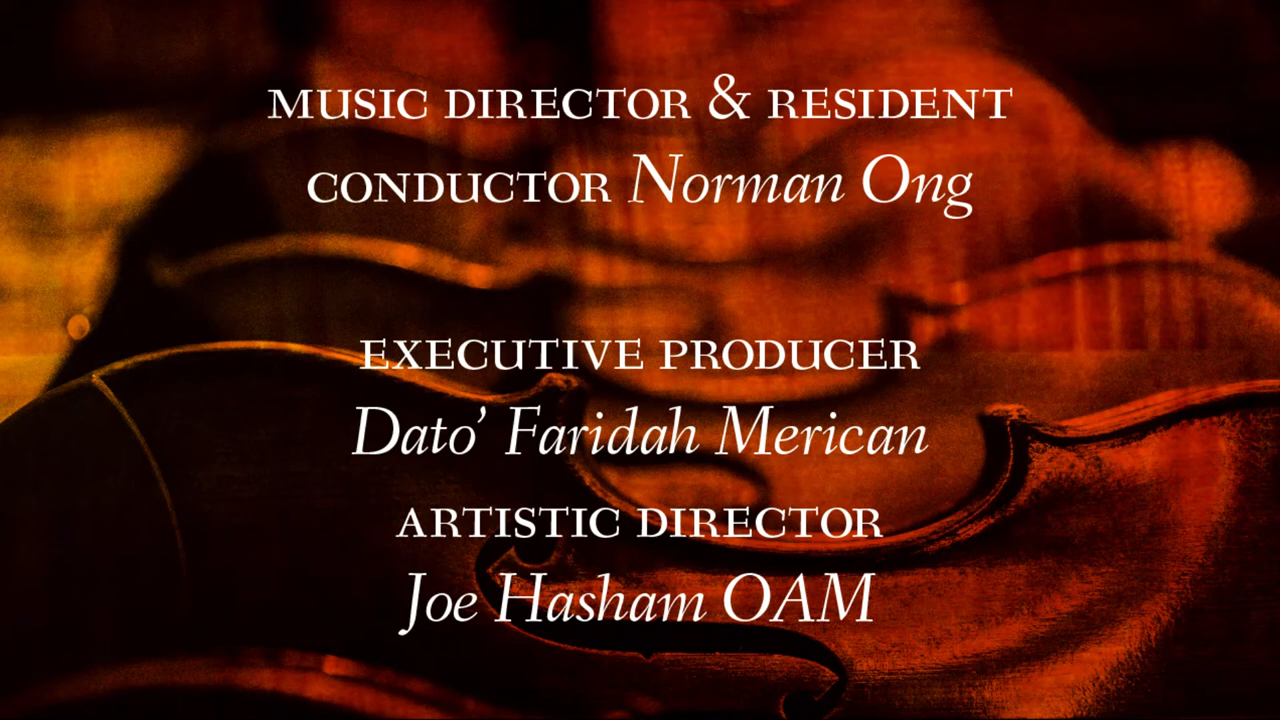 MUSIC DIRECTOR & RESIDENT
CONDUCTOR Norman Ong
EXECUTIVE PRODUCER
Dato’ Faridah Merican
ARTISTIC DIRECTOR
Joe Hasham OAM